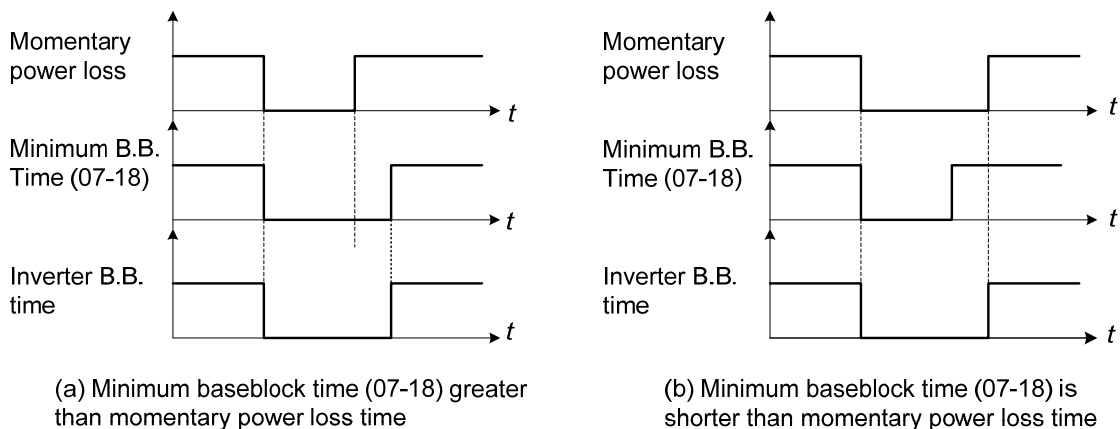 Momentary
power loss
t
Minimum B.B.
Time (07-18)
t
Inverter B.B.
time
t
(a) Minimum baseblock time (07-18) greater
than momentary power loss time
Momentary
power loss
t
Minimum B.B.
Time (07-18)
t
Inverter B.B.
time
t
(b) Minimum baseblock time (07-18) is
shorter than momentary power loss time